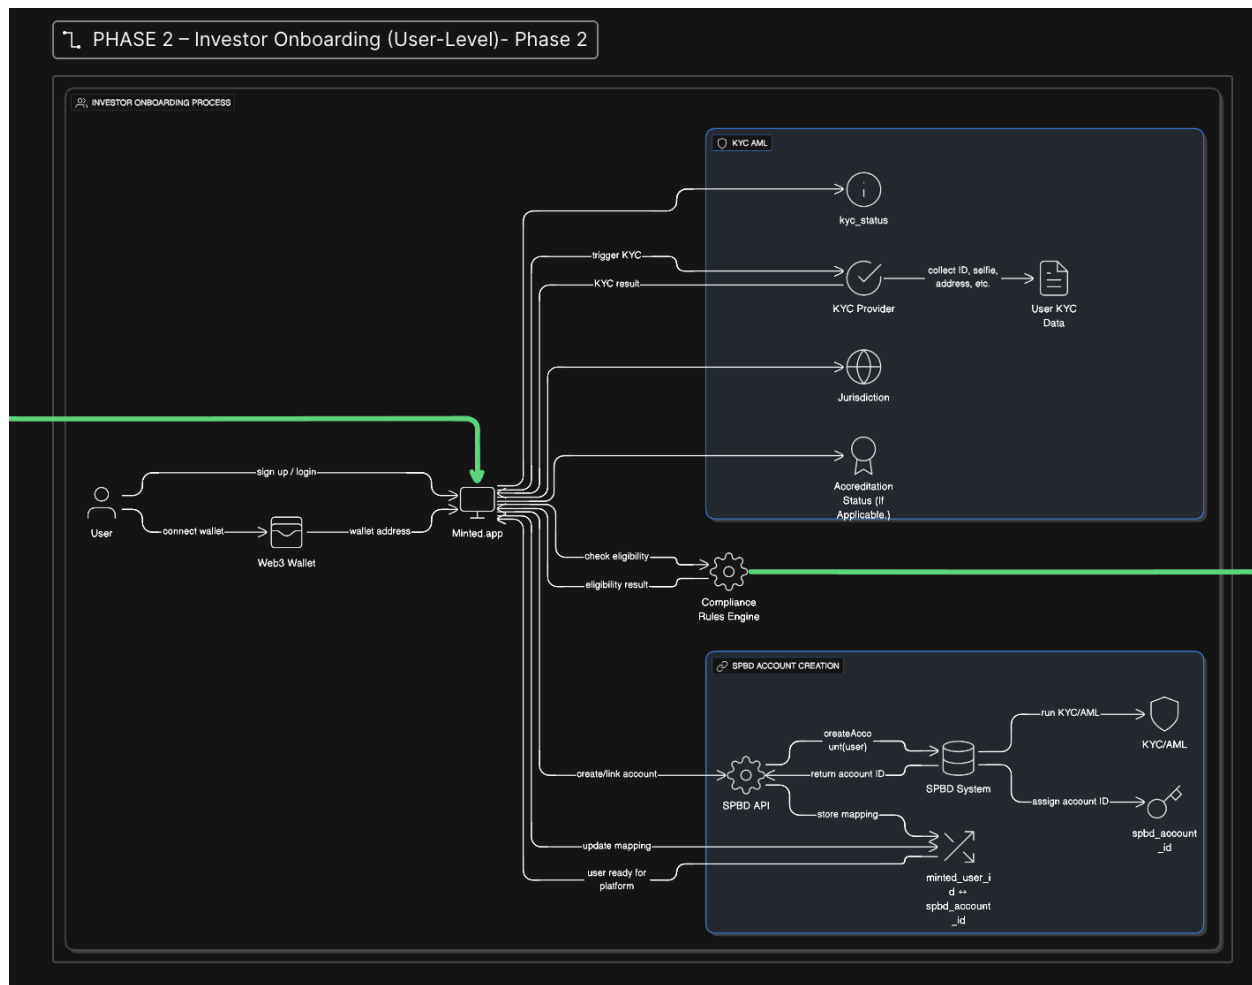 PHASE 2 – Investor Onboarding (User-Level)- Phase 2
INVESTOR ONBOARDING PROCESS
KYC AML
kyc_status
trigger KYC
KYC result
KYC Provider
collect ID, selfie,
address, etc.
User KYC
Data
Jurisdiction
Accreditation
Status (If
Applicable.)
sign up / login
User
connect wallet
Web3 Wallet
wallet address
Minted.app
check eligibility
eligibility result
Compliance
Rules Engine
SPBD ACCOUNT CREATION
create/link account
SPBD API
createAcco
unt(user)
return account ID
store mapping
SPBD System
run KYC/AML
KYC/AML
assign account ID
spbd_account
_id
update mapping
user ready for
platform
minted_user_i
d ↔
spbd_account
_id